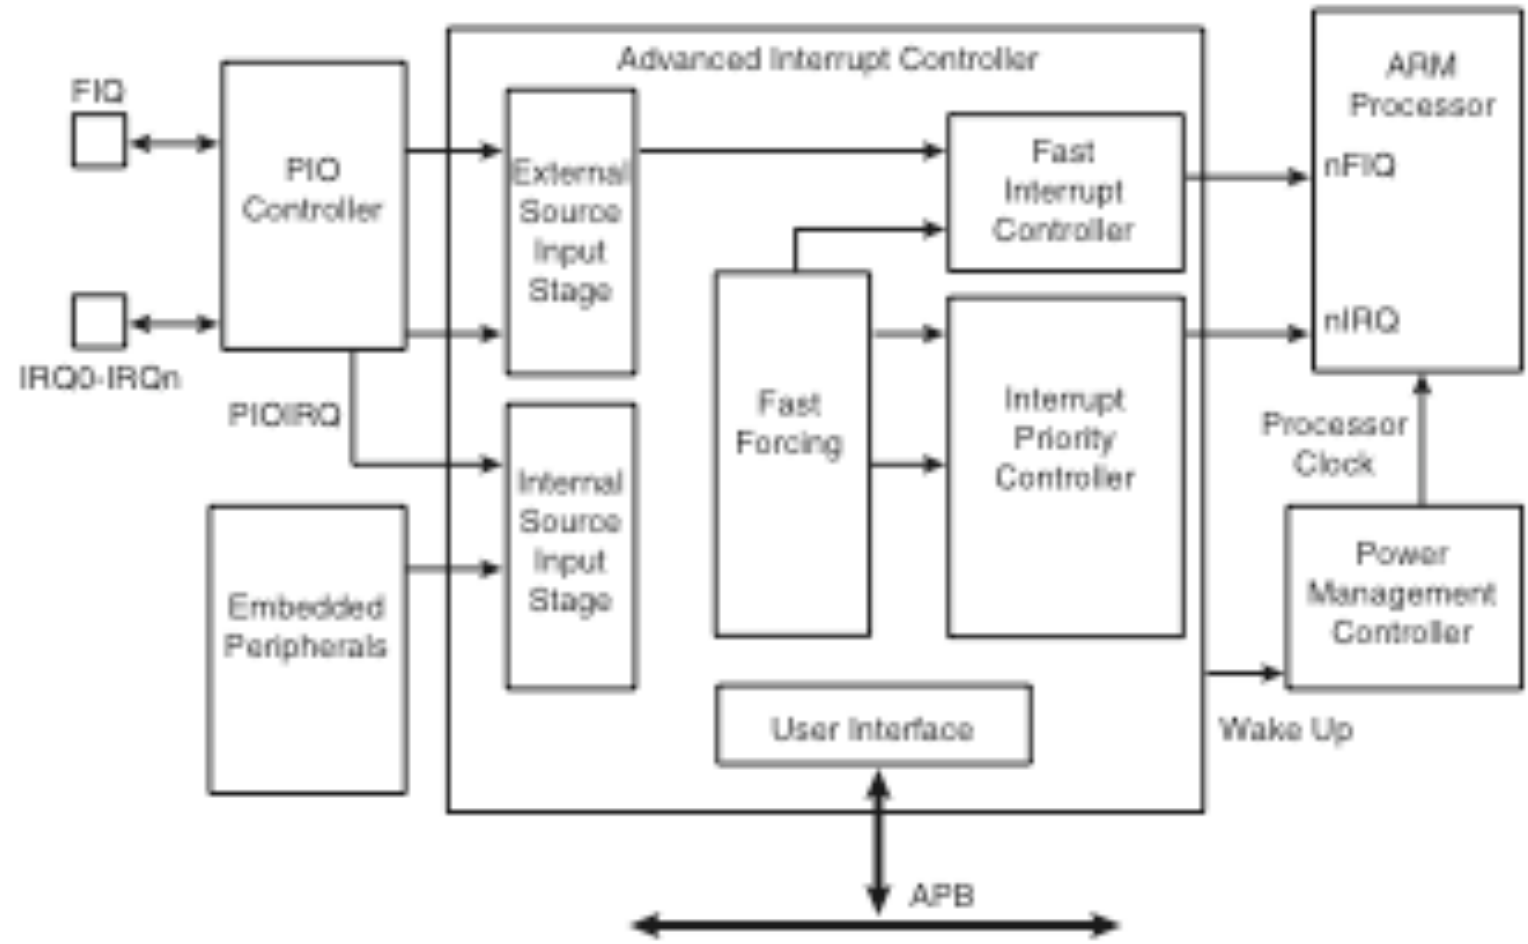 Advanced Interrupt Controller
FIQ
PIO
Controller
IRQ0-IRQn
PIOIRQ
Embedded
Peripherals
External
Source
Input
Stage
Internal
Source
Input
Stage
Fast
Forcing
Fast
Interrupt
Controller
Interrupt
Priority
Controller
User Interface
APB
ARM
Processor
nFIQ
nIRQ
Processor
Clock
Power
Management
Controller
Wake Up